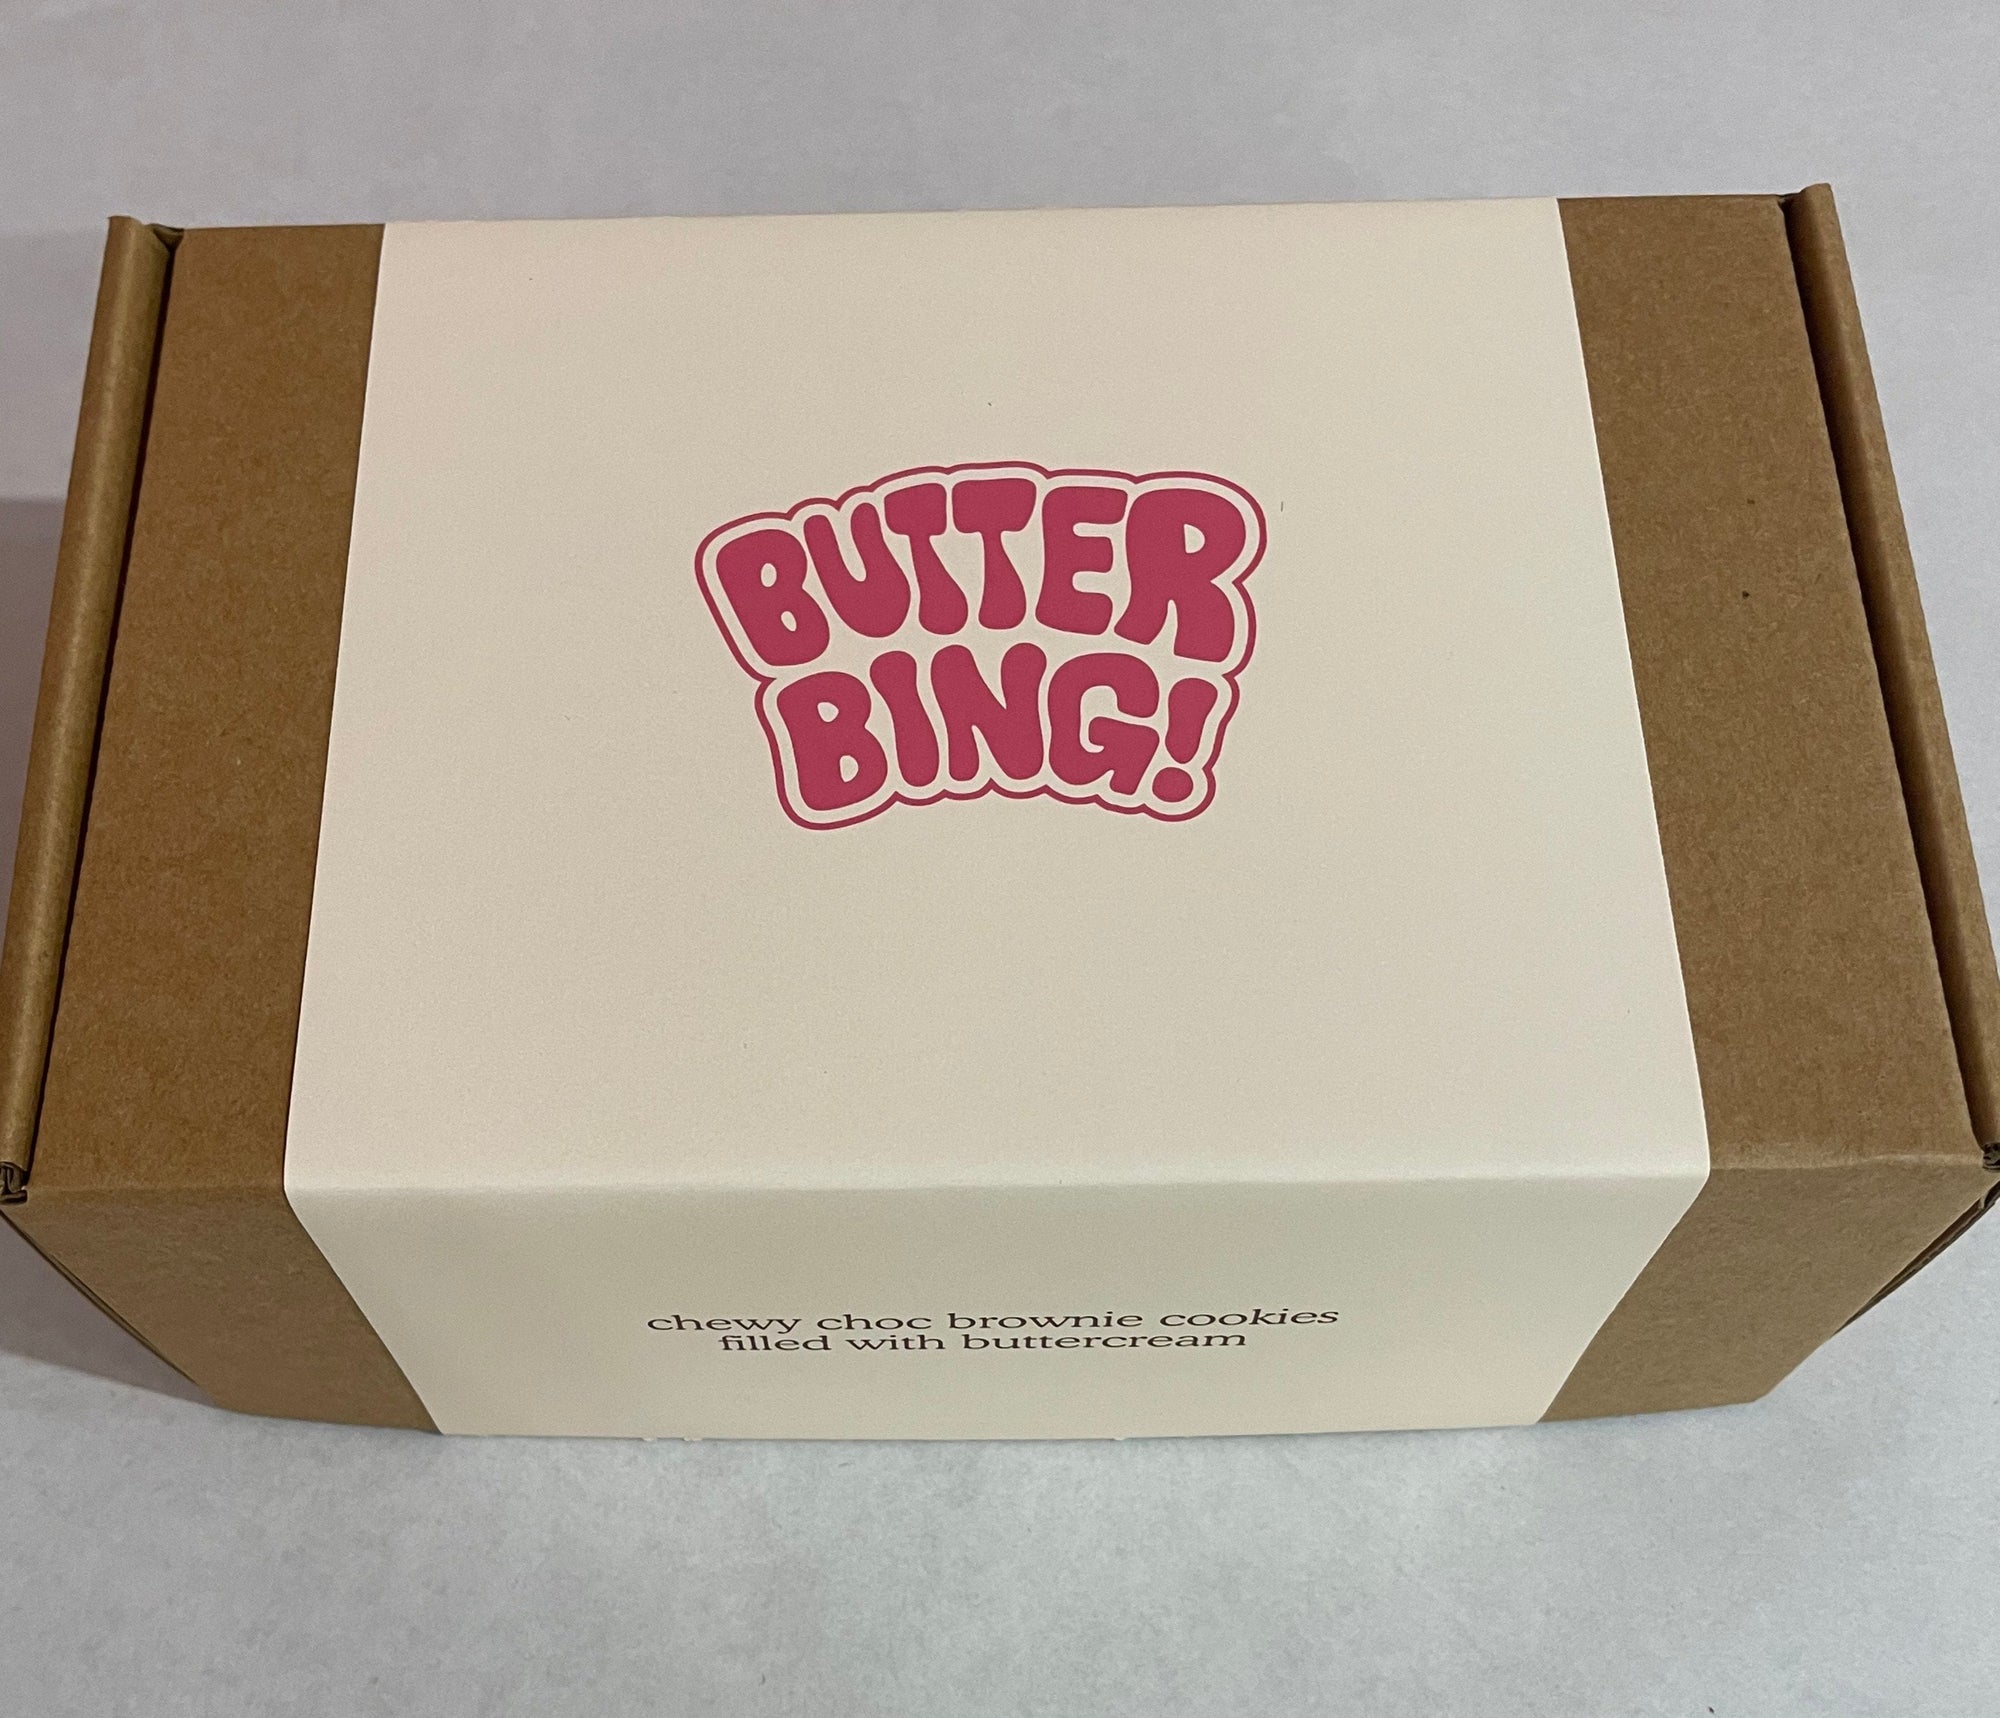 BUTTER
BING!
chewy choc brownie cookies
filled with buttercream